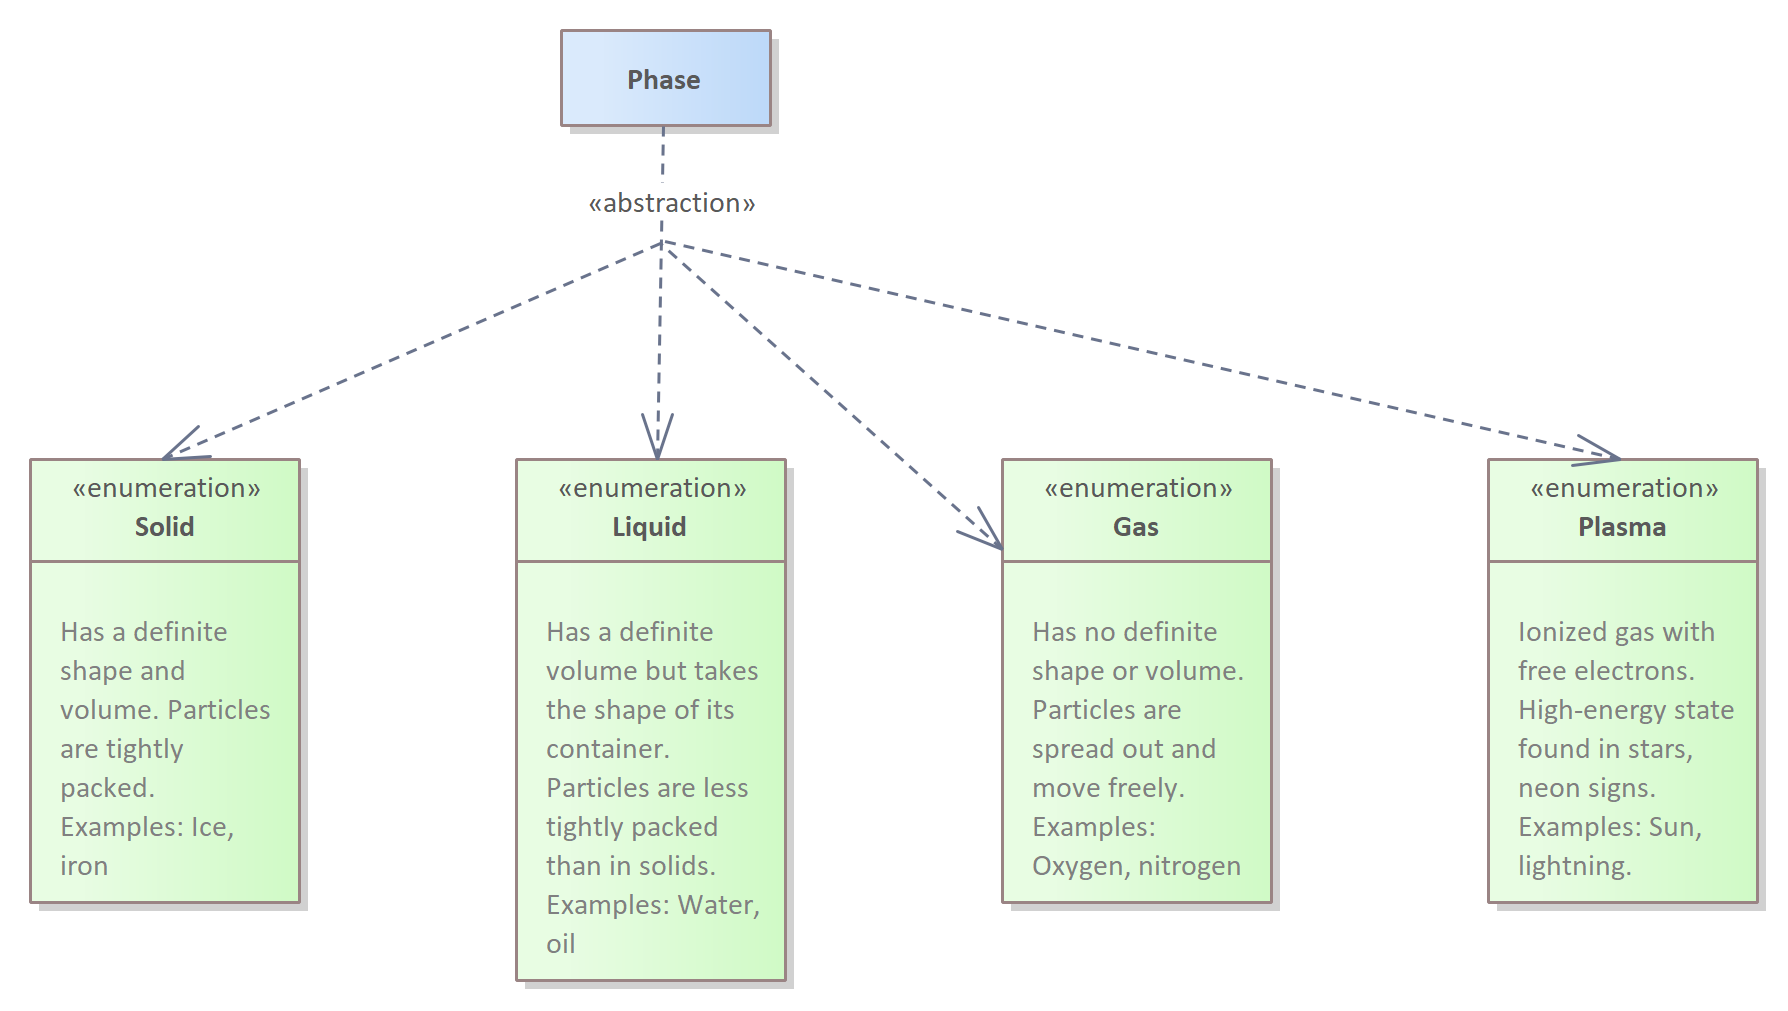 Phase
«abstraction»
«enumeration»
Solid
Has a definite
shape and
volume. Particles
are tightly
packed.
Examples: Ice,
iron
«enumeration»
Liquid
Has a definite
volume but takes
the shape of its
container.
Particles are less
tightly packed
than in solids.
Examples: Water,
oil
«enumeration»
Gas
Has no definite
shape or volume.
Particles are
spread out and
move freely.
Examples:
Oxygen, nitrogen
«enumeration»
Plasma
Ionized gas with
free electrons.
High-energy state
found in stars,
neon signs.
Examples: Sun,
lightning.